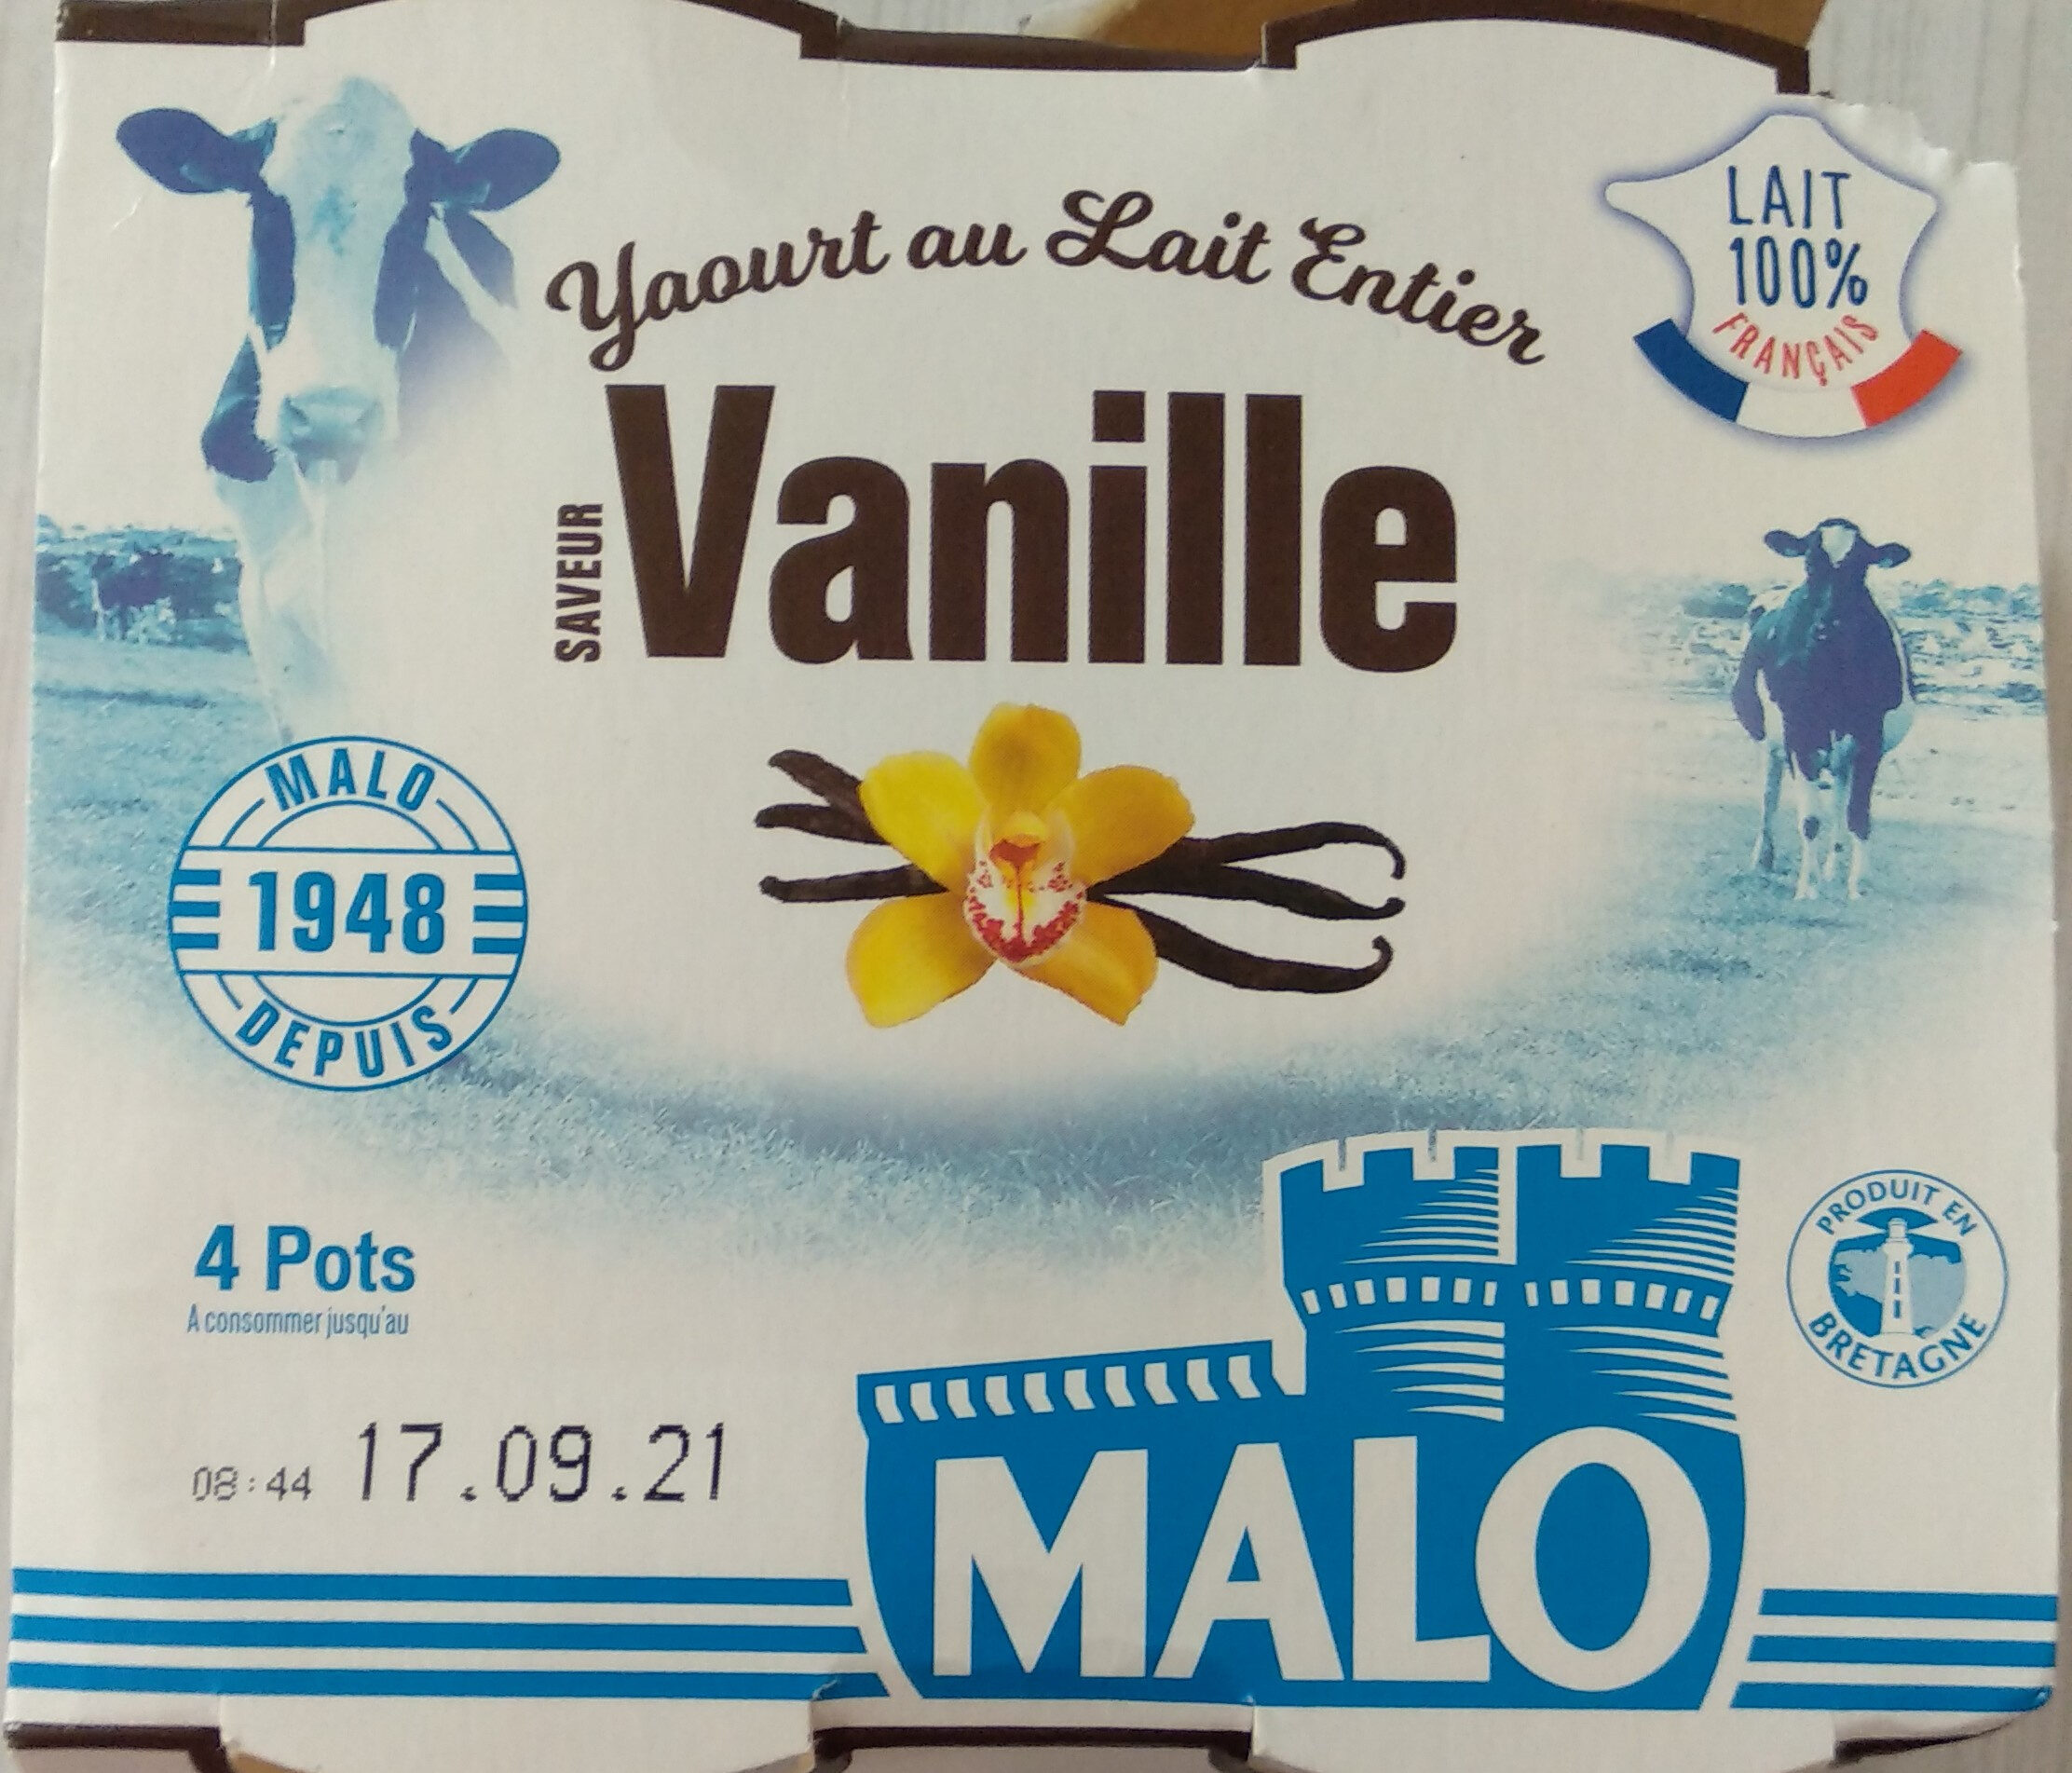 Yaourt au Lait Entier
SAVEUR
Vanille
LAIT
100%
FRANÇAIS
MALO
1948
DEPUIS
4 Pots
A consommer jusqu'au
08:44 17.09.21
PRODUIT EN
BRETAGNE
MALO